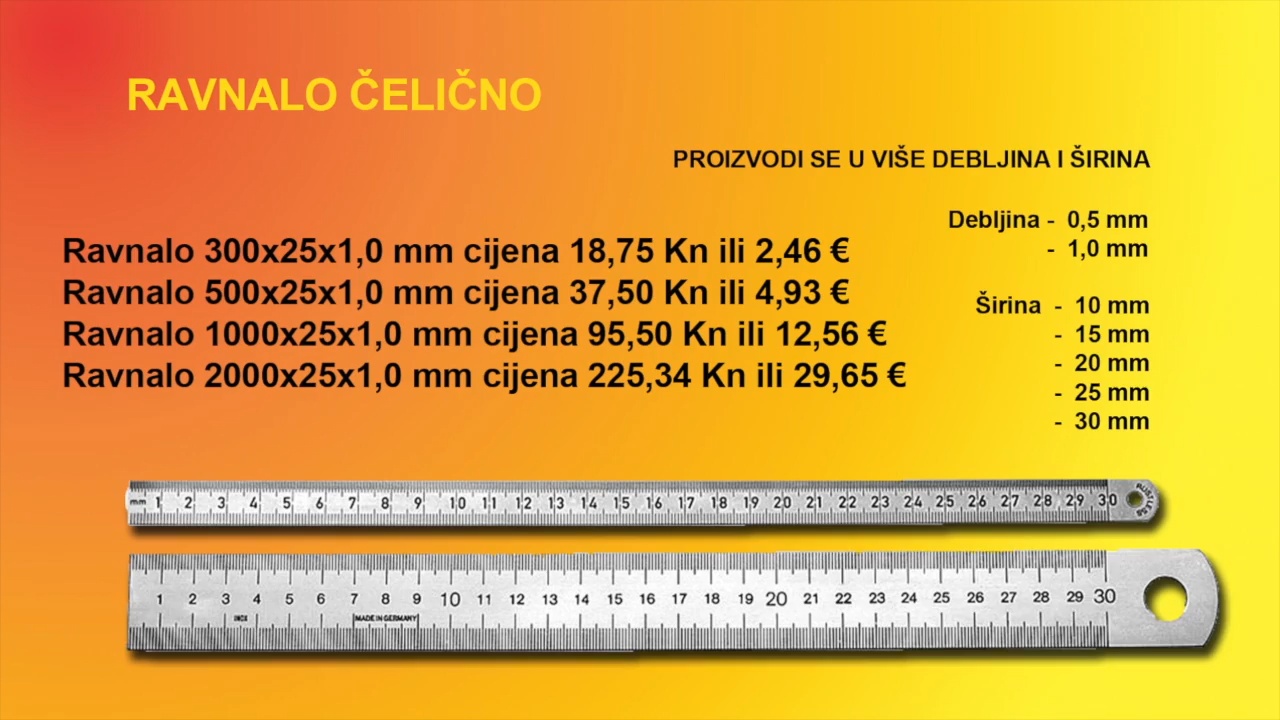 RAVNALO ČELIČNO
PROIZVODI SE U VIŠE DEBLJINA I ŠIRINA
Debljina - 0,5 mm
- 1,0 mm
Širina - 10 mm
- 15 mm
- 20 mm
- 25 mm
- 30 mm
Ravnalo 300x25x1,0 mm cijena 18,75 Kn ili 2,46 €
Ravnalo 500x25x1,0 mm cijena 37,50 Kn ili 4,93 €
Ravnalo 1000x25x1,0 mm cijena 95,50 Kn ili 12,56 €
Ravnalo 2000x25x1,0 mm cijena 225,34 Kn ili 29,65 €
mm 1 2 3 4 5 6 7 8 9 10 11 12 13 14 15 16 17 18 19 20 21 22 23 24 25 26 27 28 29 30 RUSTLESS
1 2 3 4 5 6 7 8 9 10 11 12 13 14 15 16 17 18 19 20 21 22 23 24 25 26 27 28 29 30
INOX MADE IN GERMANY